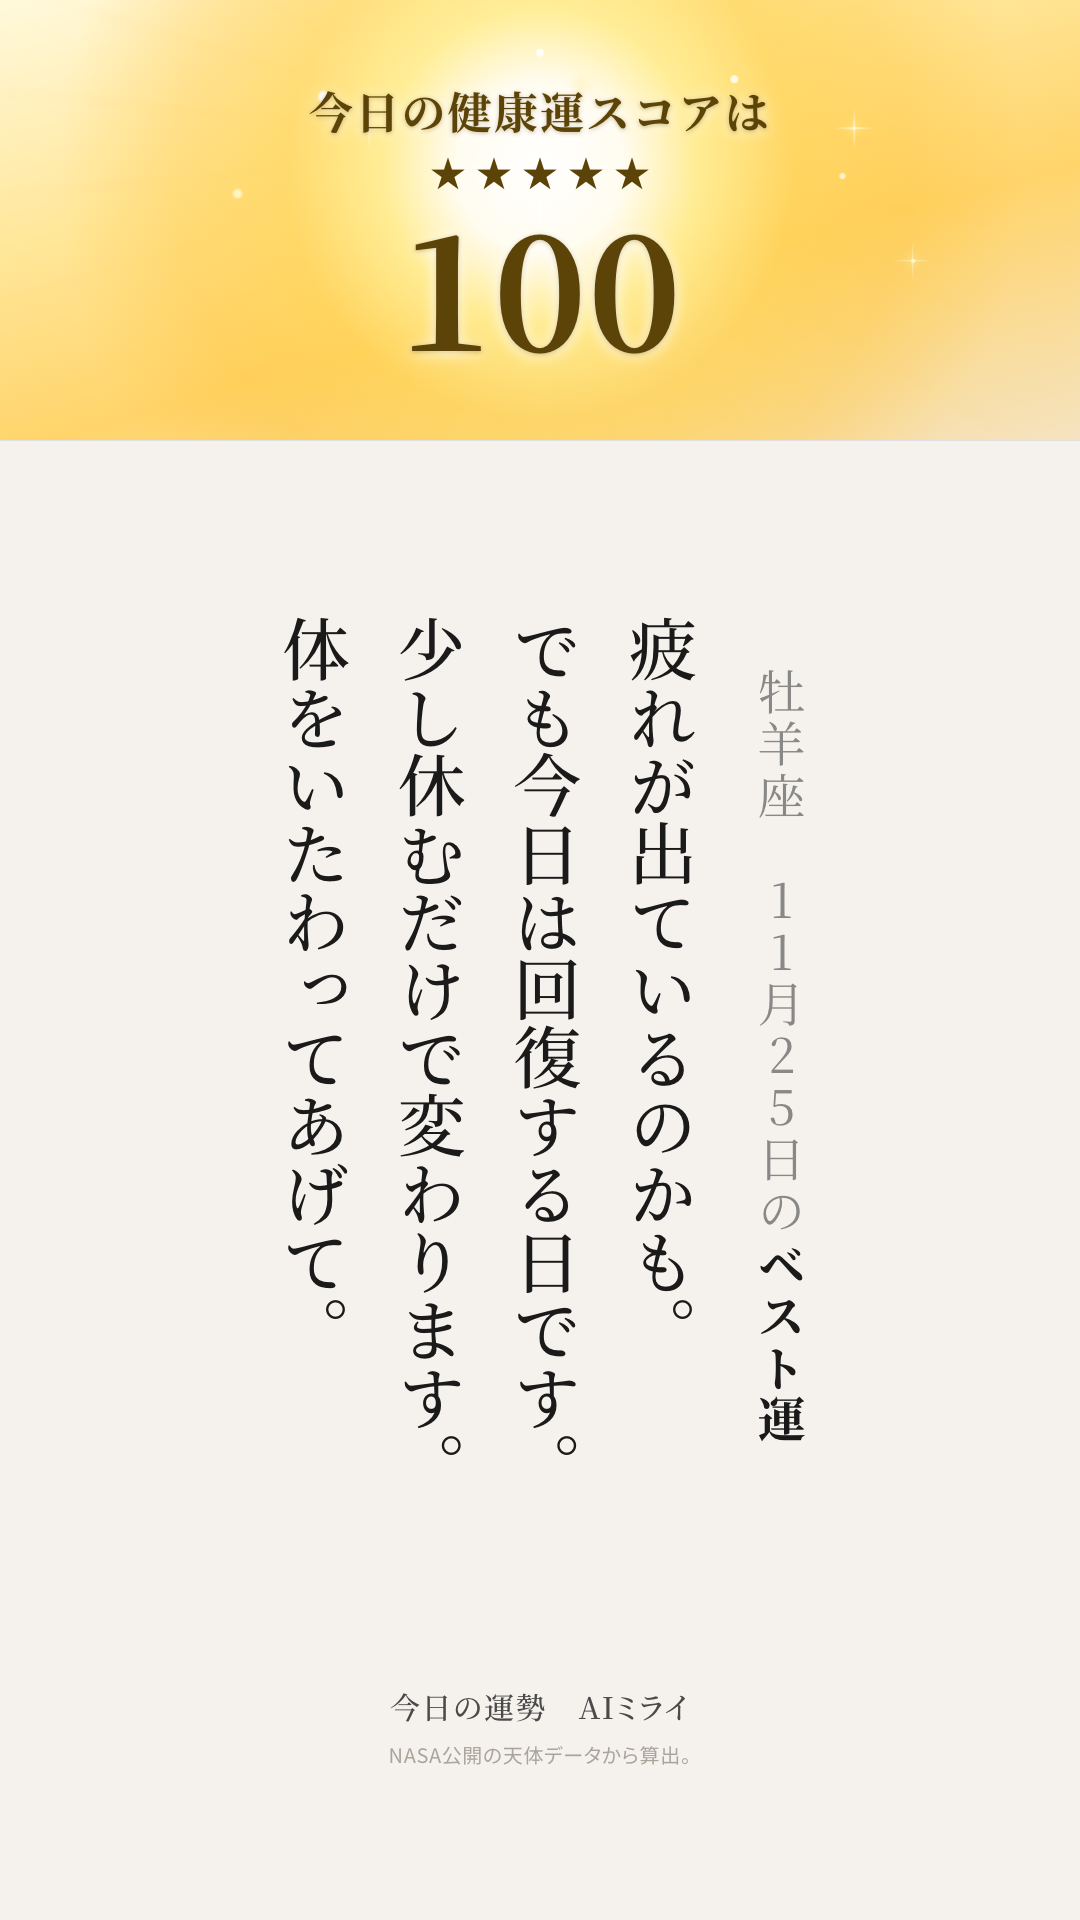 今日の健康運スコアは
★★★★★
100
牡羊座　11月25日のベスト運
疲れが出ているのかも。
でも今日は回復する日です。
少し休むだけで変わります。
体をいたわってあげて。
今日の運勢　AIミライ
NASA公開の天体データから算出。